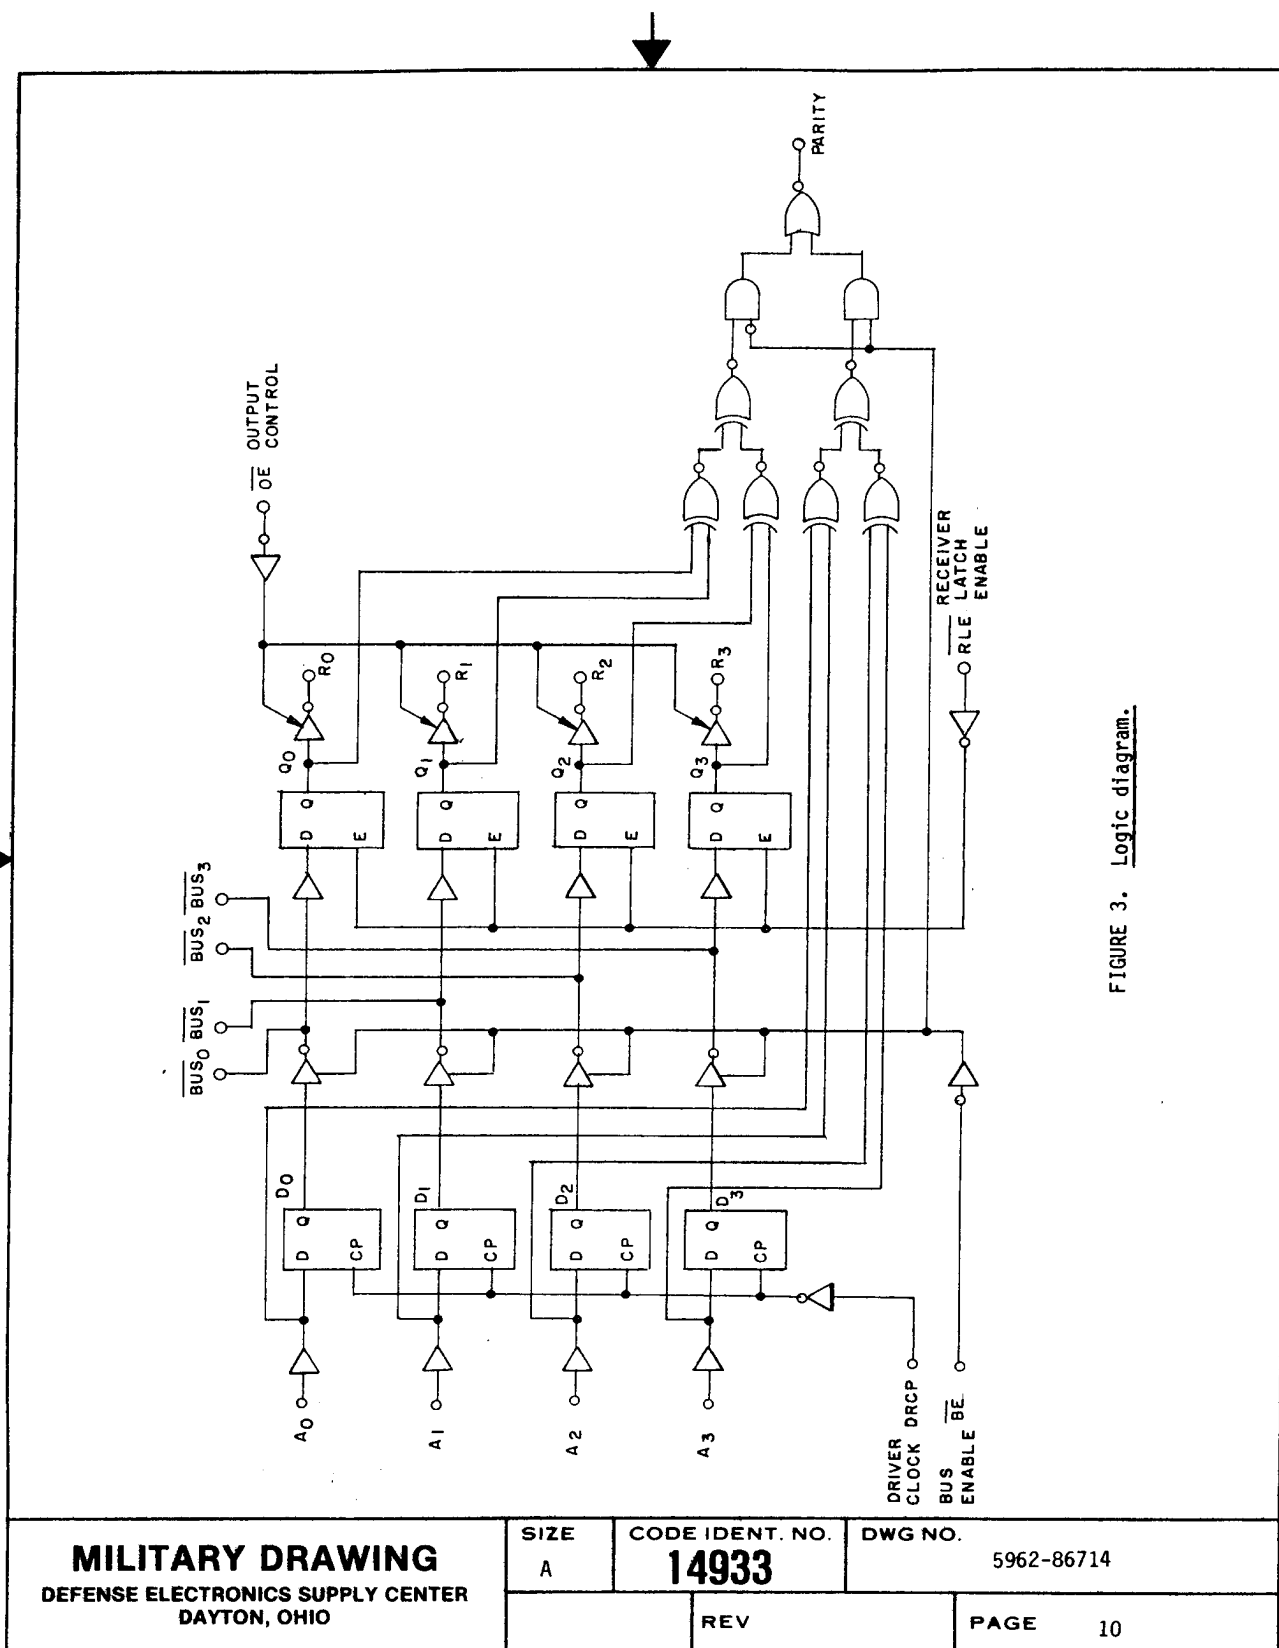 PARITY
OE OUTPUT
CONTROL
RECEIVER
RLE LATCH
ENABLE
R0
R1
R2
R3
Q0
Q1
Q2
Q3
D Q
E
D Q
E
D Q
E
D Q
E
BUS0
BUS1
BUS2
BUS3
D0
D1
D2
D3
D Q
CP
D Q
CP
D Q
CP
D Q
CP
A0
A1
A2
A3
DRIVER
CLOCK DRCP
BUS
ENABLE BE
FIGURE 3. Logic diagram.
MILITARY DRAWING
DEFENSE ELECTRONICS SUPPLY CENTER
DAYTON, OHIO
SIZE
A
CODE IDENT. NO.
14933
DWG NO.
5962-86714
REV
PAGE 10